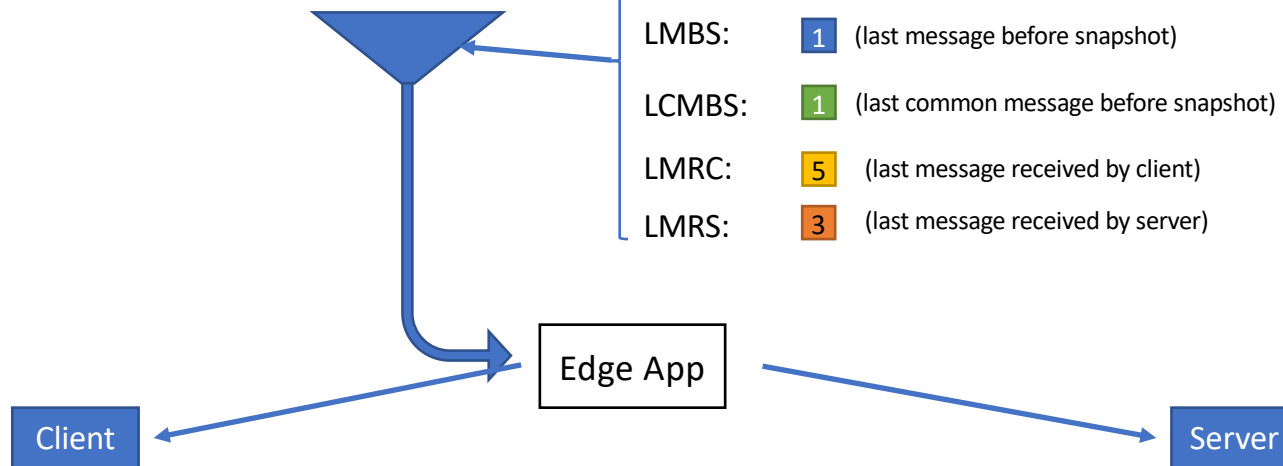 LMBS: 1 (last message before snapshot)
LCMBS: 1 (last common message before snapshot)
LMRC: 5 (last message received by client)
LMRS: 3 (last message received by server)
Edge App
Client
Server